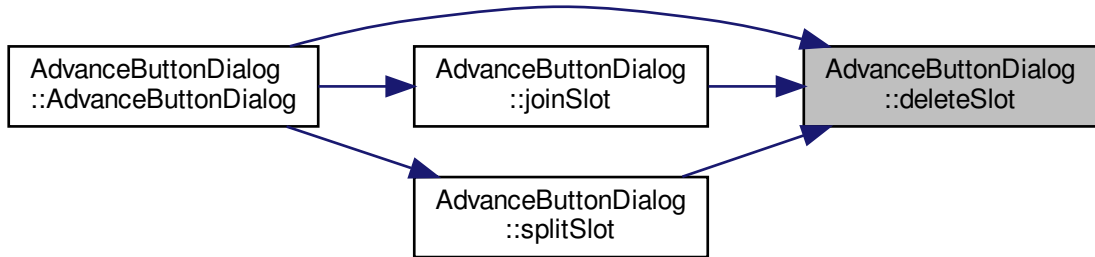 AdvanceButtonDialog
::AdvanceButtonDialog
AdvanceButtonDialog
::joinSlot
AdvanceButtonDialog
::deleteSlot
AdvanceButtonDialog
::splitSlot